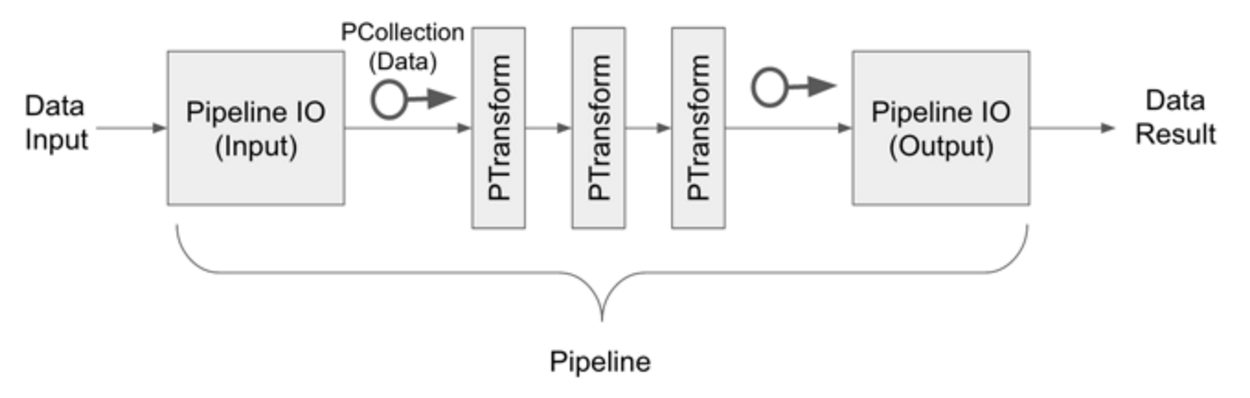 PCollection
(Data)
Data
Input
Pipeline IO
(Input)
PTransform
PTransform
PTransform
Pipeline IO
(Output)
Data
Result
Pipeline